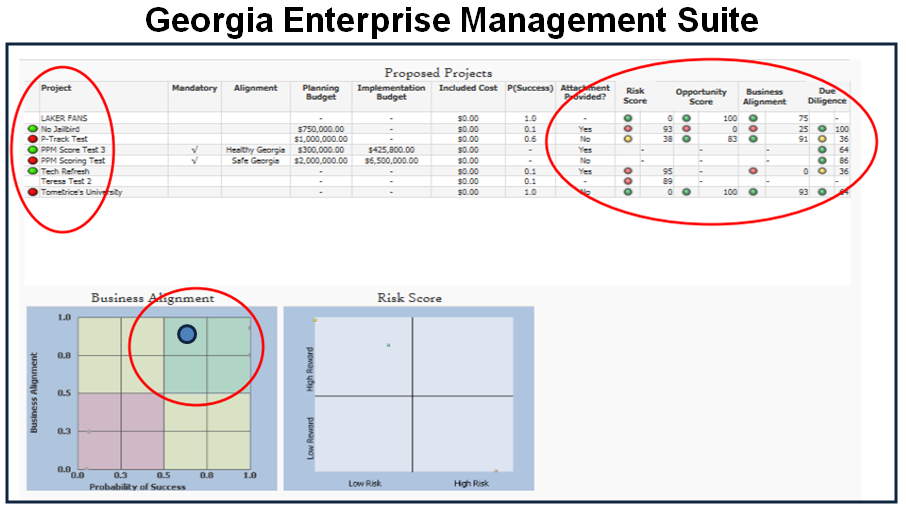 Georgia Enterprise Management Suite
Proposed Projects
Project Mandatory Alignment Planning Budget Implementation Budget Included Cost P(Success) Attachment Provided? Risk Score Opportunity Score Business Alignment Due Diligence
LAKER FANS - - $0.00 1.0 - 0 100 75 -
No Jailbird $750,000.00 - $0.00 0.1 Yes 93 0 25 100
P-Track Test $1,000,000.00 - $0.00 0.6 No 38 83 91 36
PPM Score Test 3 √ Healthy Georgia $300,000.00 $425,800.00 $0.00 - Yes - - - 64
PPM Scoring Test √ Safe Georgia $2,000,000.00 $6,500,000.00 $0.00 - No - - - 86
Tech Refresh - - $0.00 0.1 Yes 95 - 0 36
Teresa Test 2 - - $0.00 0.1 - 89 - - -
Tometrice's University - - $0.00 1.0 No 0 100 93
Business Alignment Risk Score
1.0
0.8
0.5
0.3
0.0
Business Alignment
0.0 0.3 0.5 0.8 1.0
Probability of Success
High Reward
Low Reward
Low Risk High Risk